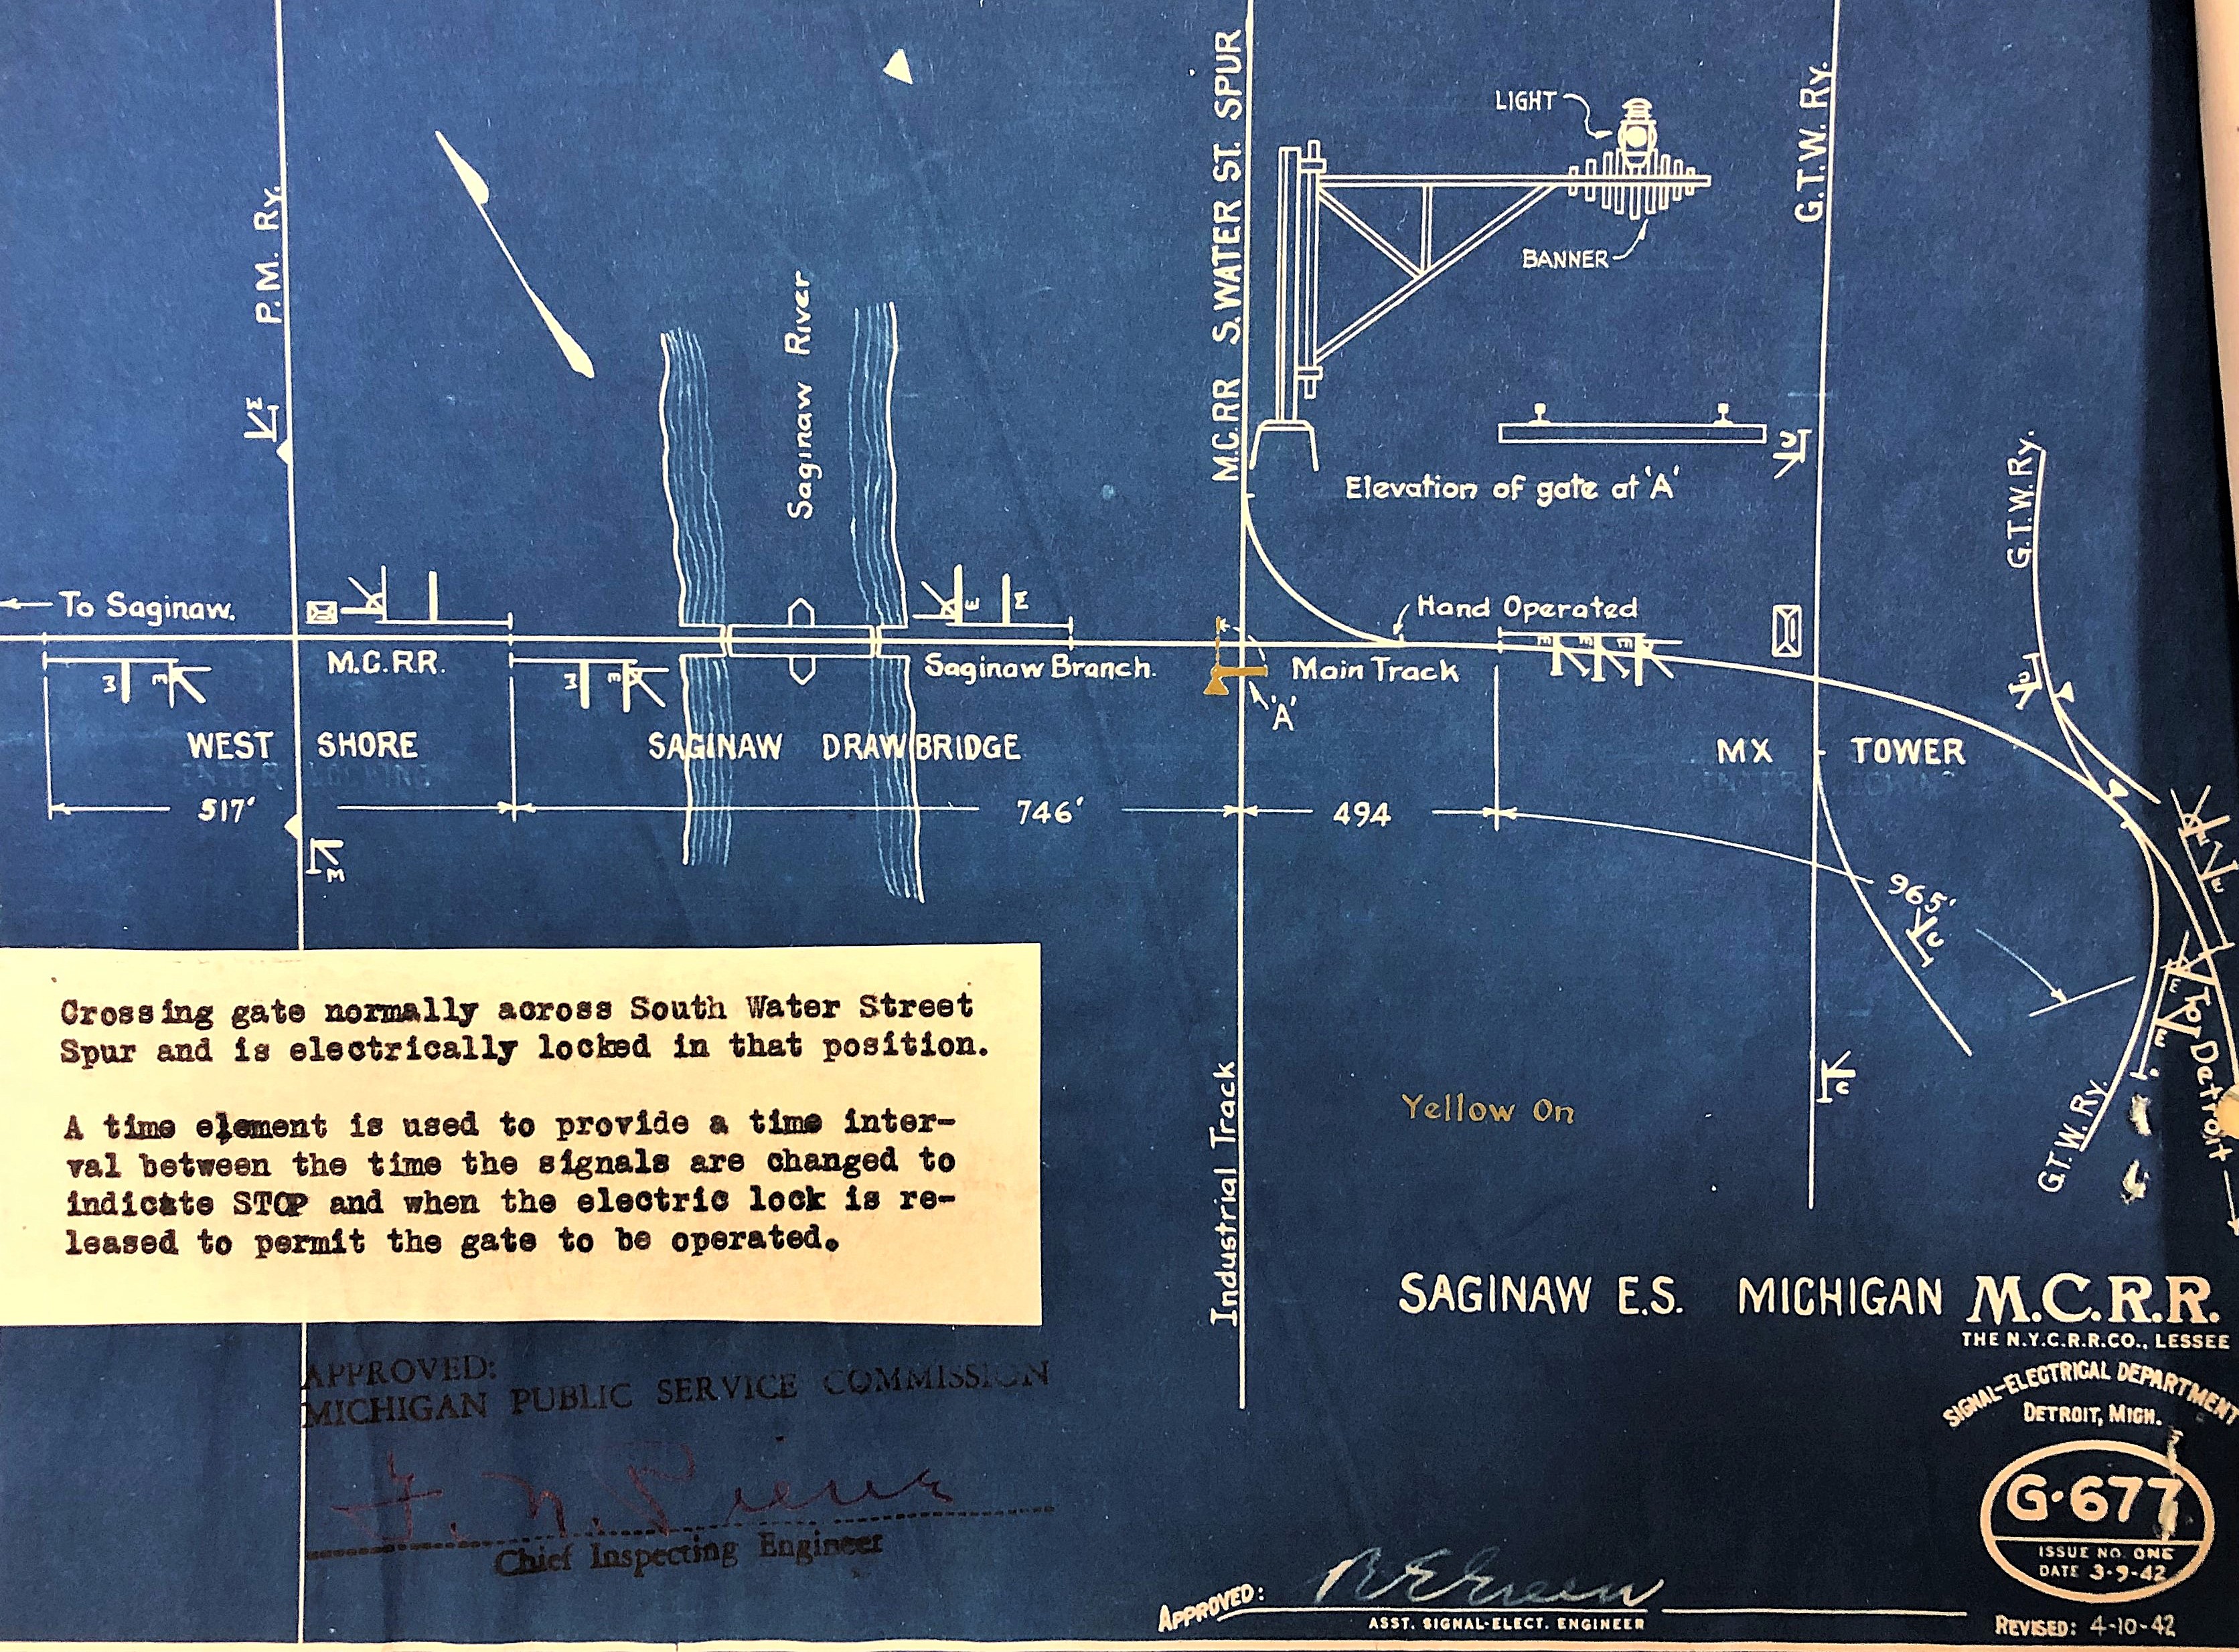 P.M. Ry.
Saginaw River
M.C.RR S.WATER ST. SPUR
LIGHT
BANNER
Elevation of gate at 'A'
G.T.W. Ry.
G.T.W.Ry.
To Saginaw.
M.C.RR.
Saginaw Branch.
Hand Operated
Main Track
'A'
WEST SHORE
SAGINAW DRAWBRIDGE
MX TOWER
517'
746'
494
965'
Crossing gate normally across South Water Street
Spur and is electrically locked in that position.
A time element is used to provide a time inter-
val between the time the signals are changed to
indicate STOP and when the electric lock is re-
leased to permit the gate to be operated.
Industrial Track
Yellow On
G.T.W.Ry.
To Detroit
SAGINAW E.S. MICHIGAN M.C.R.R.
THE N.Y.C.R.R.CO., LESSEE
SIGNAL-ELECTRICAL DEPARTMENT
DETROIT, MICH.
G-677
ISSUE NO. ONE
DATE 3-9-42
REVISED: 4-10-42
APPROVED:
MICHIGAN PUBLIC SERVICE COMMISSION
Chief Inspecting Engineer
APPROVED:
ASST. SIGNAL-ELECT. ENGINEER